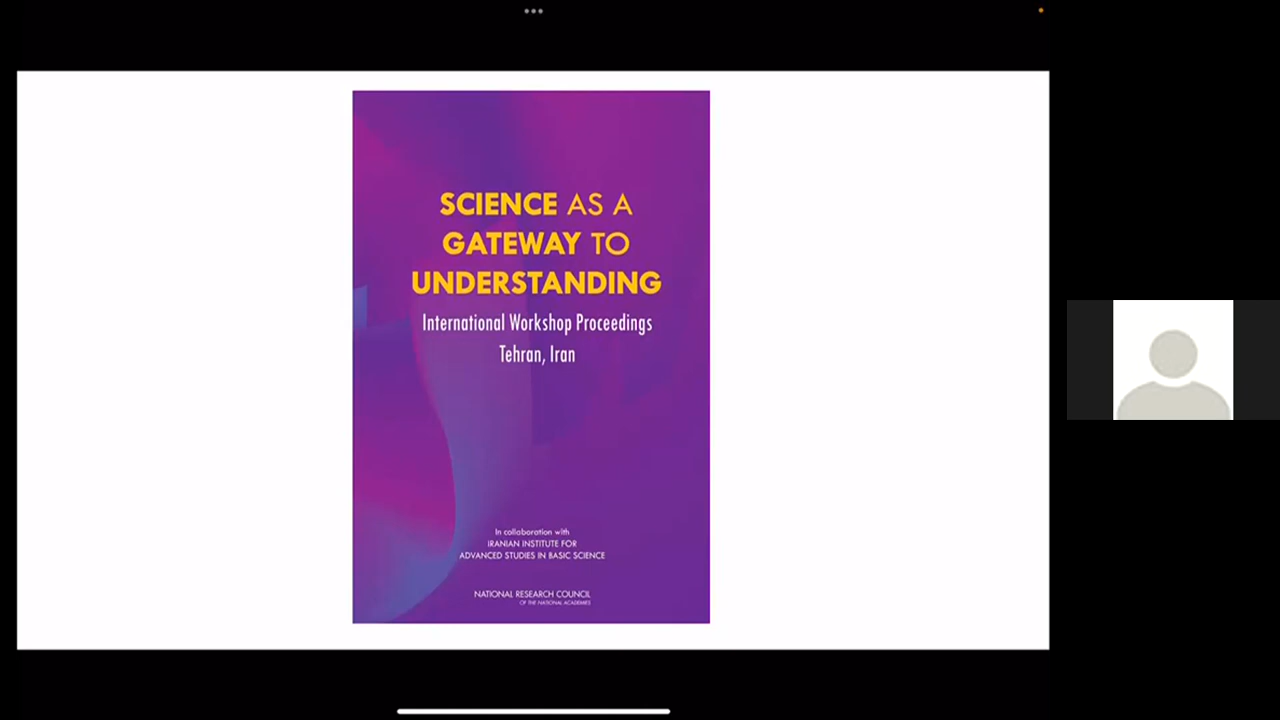 SCIENCE AS A
GATEWAY TO
UNDERSTANDING
International Workshop Proceedings
Tehran, Iran
In collaboration with
IRANIAN INSTITUTE FOR
ADVANCED STUDIES IN BASIC SCIENCE
NATIONAL RESEARCH COUNCIL
OF THE NATIONAL ACADEMIES